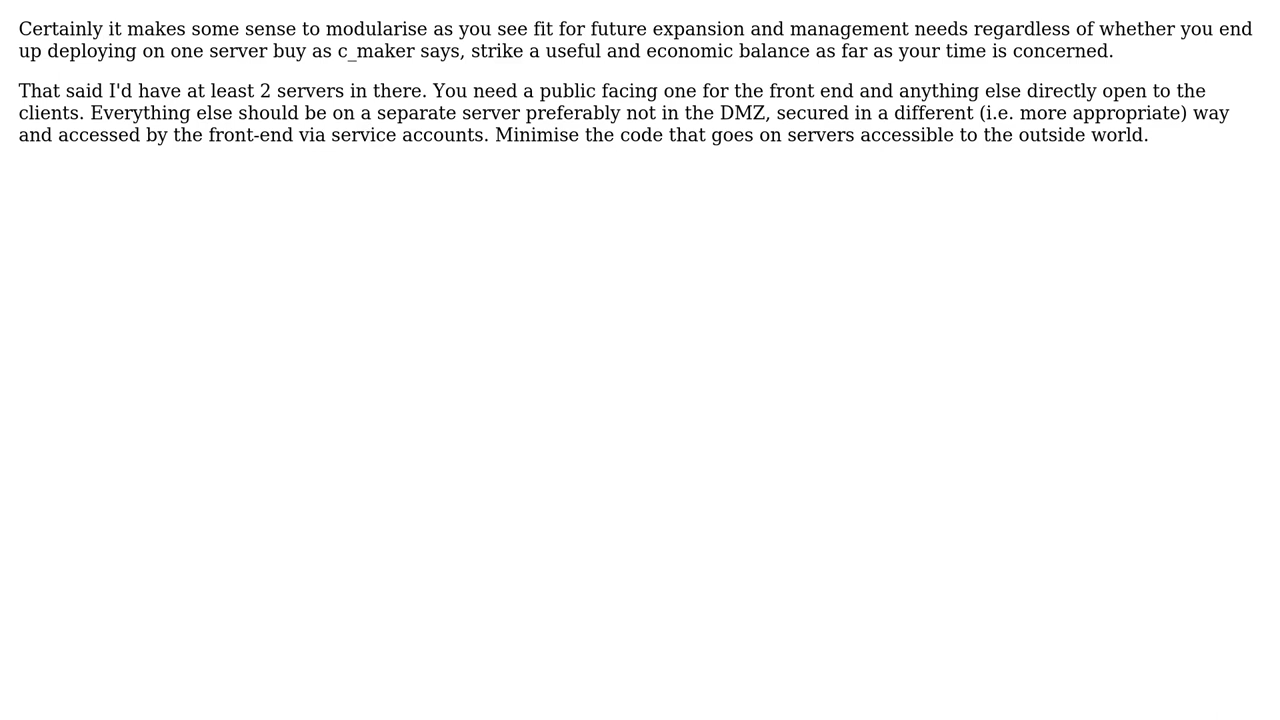 Certainly it makes some sense to modularise as you see fit for future expansion and management needs regardless of whether you end
up deploying on one server buy as c_maker says, strike a useful and economic balance as far as your time is concerned.
That said I'd have at least 2 servers in there. You need a public facing one for the front end and anything else directly open to the
clients. Everything else should be on a separate server preferably not in the DMZ, secured in a different (i.e. more appropriate) way
and accessed by the front-end via service accounts. Minimise the code that goes on servers accessible to the outside world.